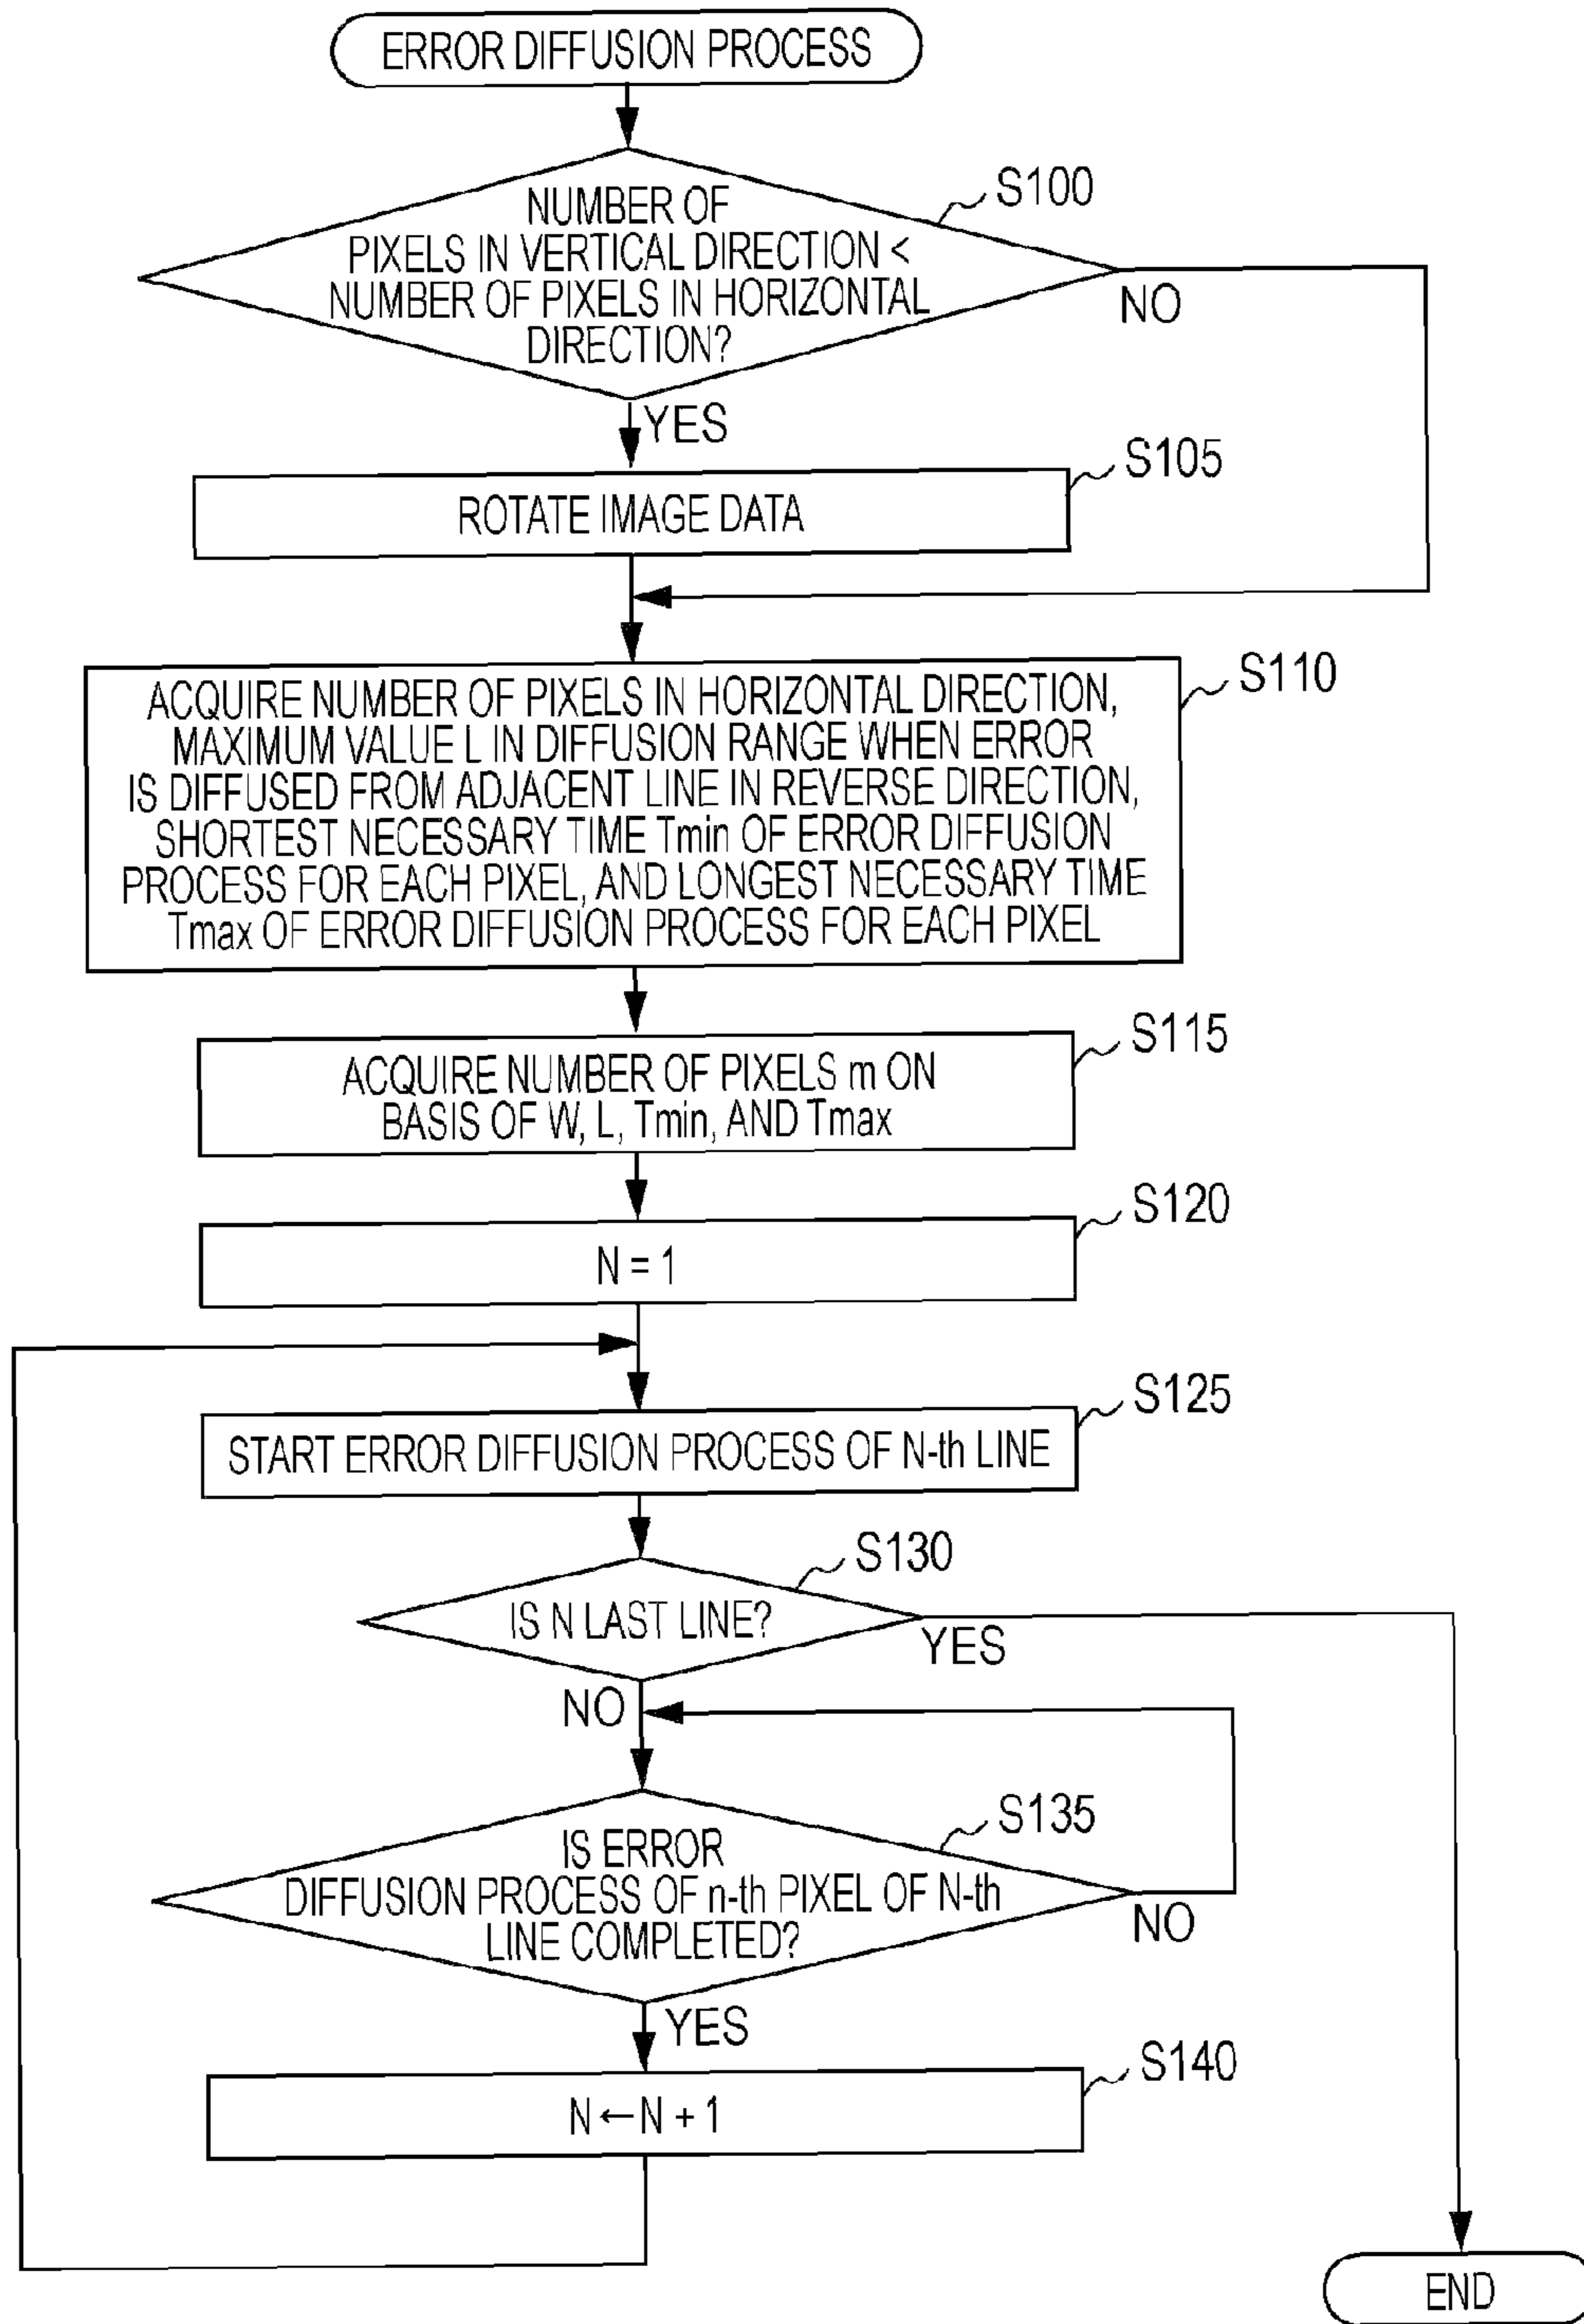 ERROR DIFFUSION PROCESS
S100
NUMBER OF
PIXELS IN VERTICAL DIRECTION <
NUMBER OF PIXELS IN HORIZONTAL
DIRECTION?
NO
YES
S105
ROTATE IMAGE DATA
S110
ACQUIRE NUMBER OF PIXELS IN HORIZONTAL DIRECTION,
MAXIMUM VALUE L IN DIFFUSION RANGE WHEN ERROR
IS DIFFUSED FROM ADJACENT LINE IN REVERSE DIRECTION,
SHORTEST NECESSARY TIME Tmin OF ERROR DIFFUSION
PROCESS FOR EACH PIXEL, AND LONGEST NECESSARY TIME
Tmax OF ERROR DIFFUSION PROCESS FOR EACH PIXEL
S115
ACQUIRE NUMBER OF PIXELS m ON
BASIS OF W, L, Tmin, AND Tmax
S120
N = 1
S125
START ERROR DIFFUSION PROCESS OF N-th LINE
S130
IS N LAST LINE?
YES
NO
S135
IS ERROR
DIFFUSION PROCESS OF n-th PIXEL OF N-th
LINE COMPLETED?
NO
YES
S140
N ← N + 1
END